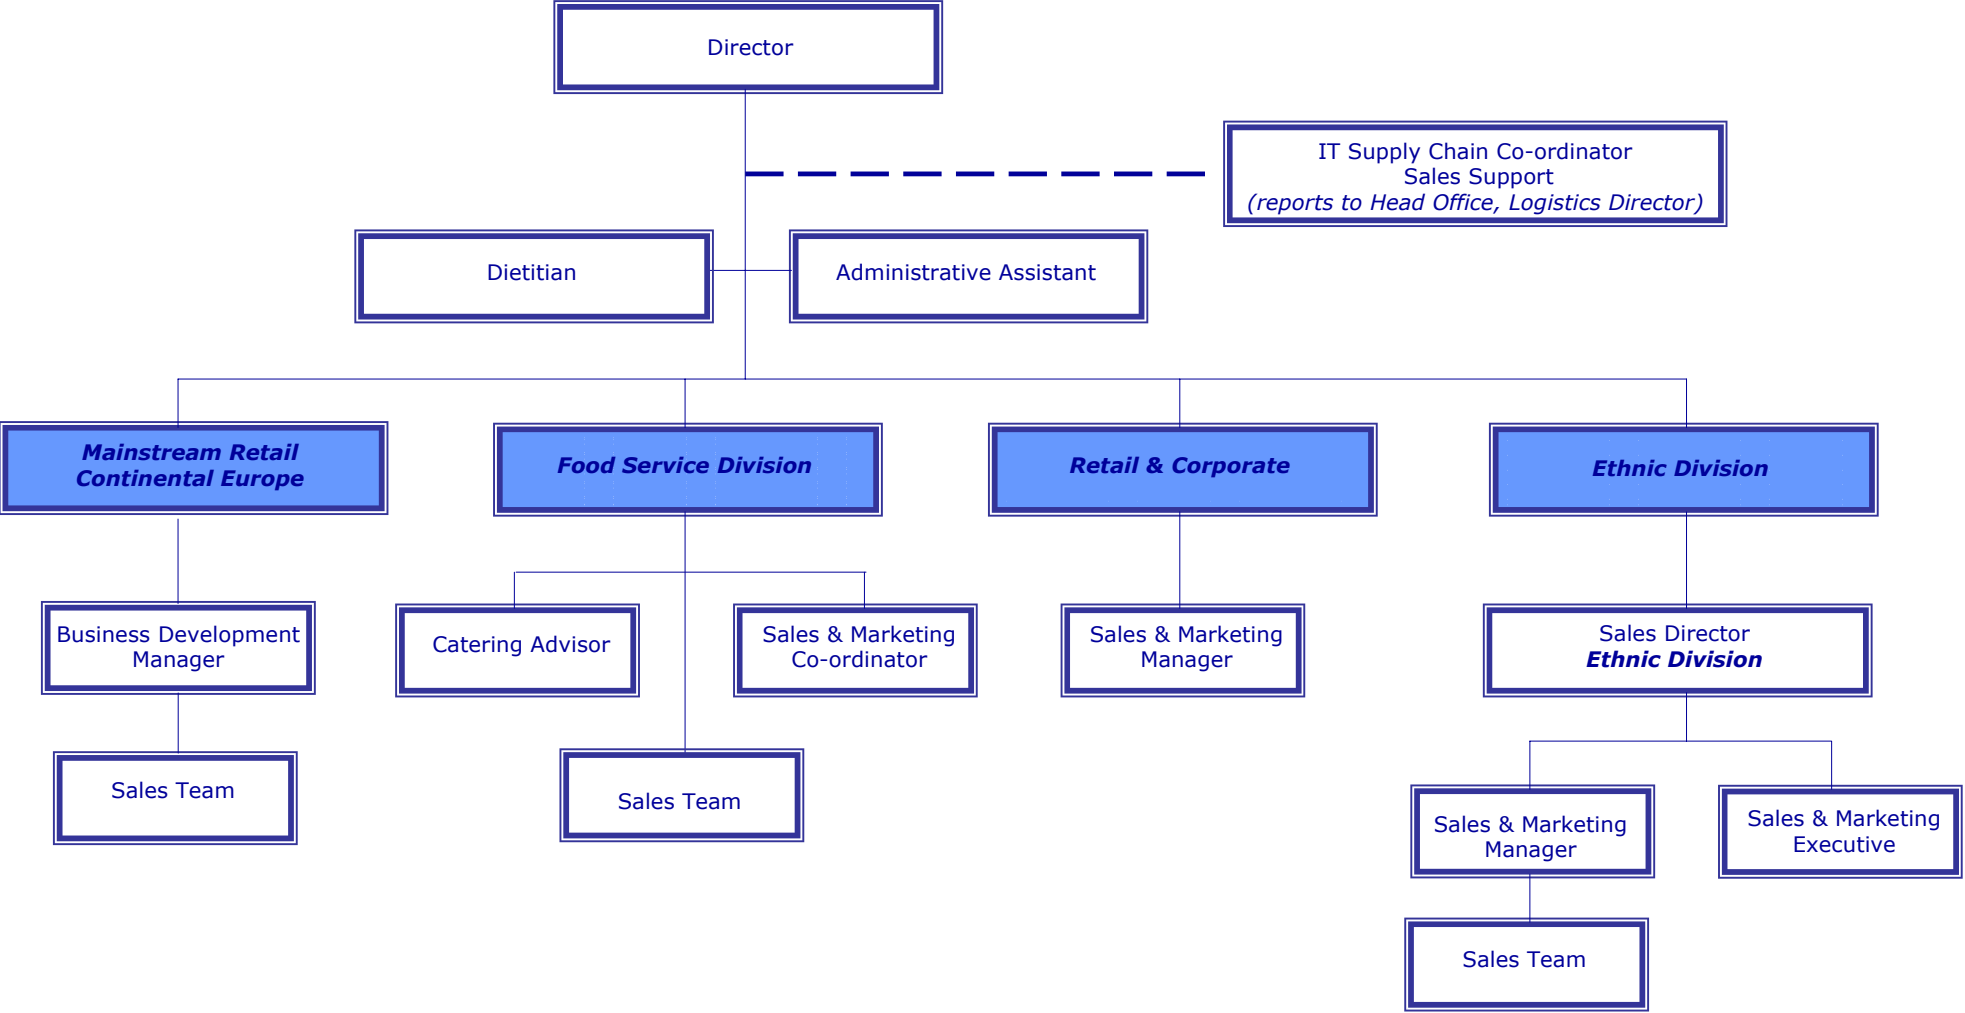 Director
IT Supply Chain Co-ordinator
Sales Support
(reports to Head Office, Logistics Director)
Dietitian
Administrative Assistant
Mainstream Retail
Continental Europe
Food Service Division
Retail & Corporate
Ethnic Division
Business Development
Manager
Catering Advisor
Sales & Marketing
Co-ordinator
Sales & Marketing
Manager
Sales Director
Ethnic Division
Sales Team
Sales Team
Sales & Marketing
Manager
Sales & Marketing
Executive
Sales Team